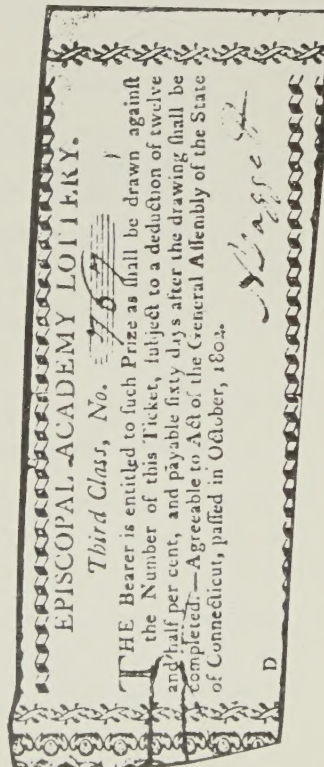 EPISCOPAL ACADEMY LOTTERY.
Third Class, No. 767
THE Bearer is entitled to ſuch Prize as ſhall be drawn againſt
the Number of this Ticket, ſubject to a deduction of twelve
and half per cent, and payable ſixty days after the drawing ſhall be
completed.—Agreeable to Act of the General Aſſembly of the State
of Connecticut, paſſed in October, 1802.
D